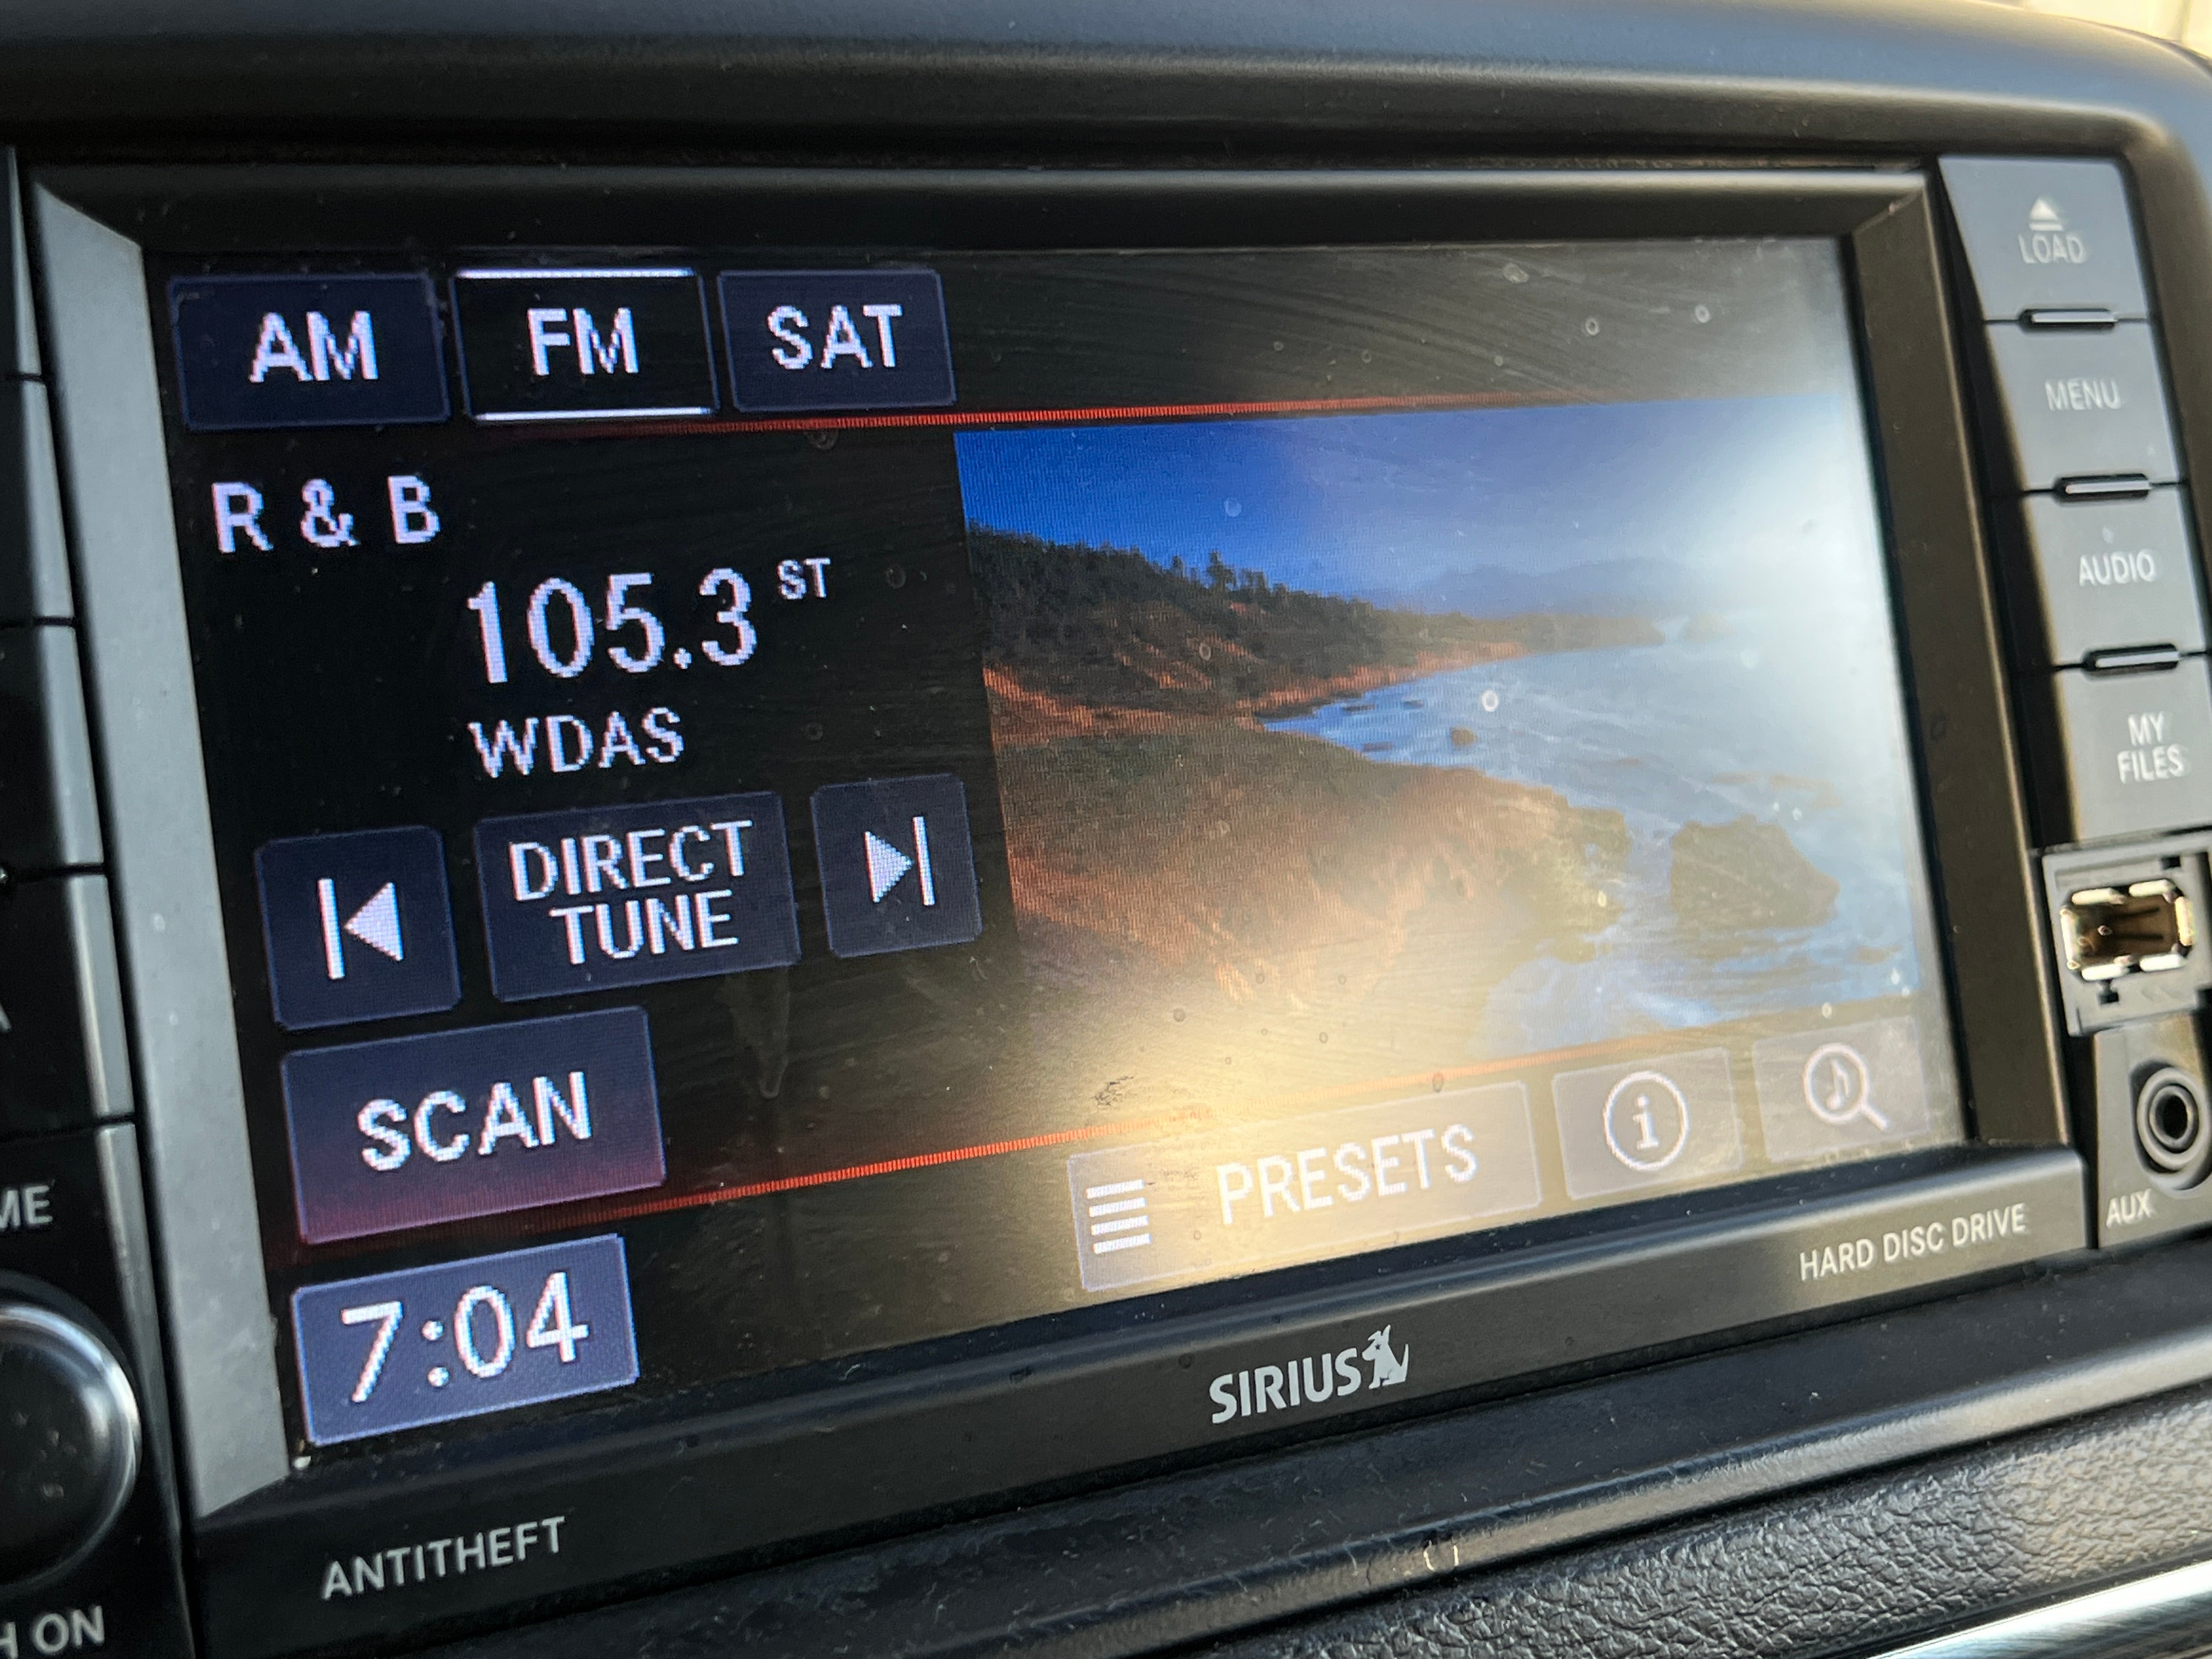 AM FM SAT
R & B
105.3 ST
WDAS
DIRECT
TUNE
SCAN
PRESETS
7:04
LOAD
MENU
AUDIO
MY
FILES
AUX
HARD DISC DRIVE
SIRIUS
ANTITHEFT
ME
H ON